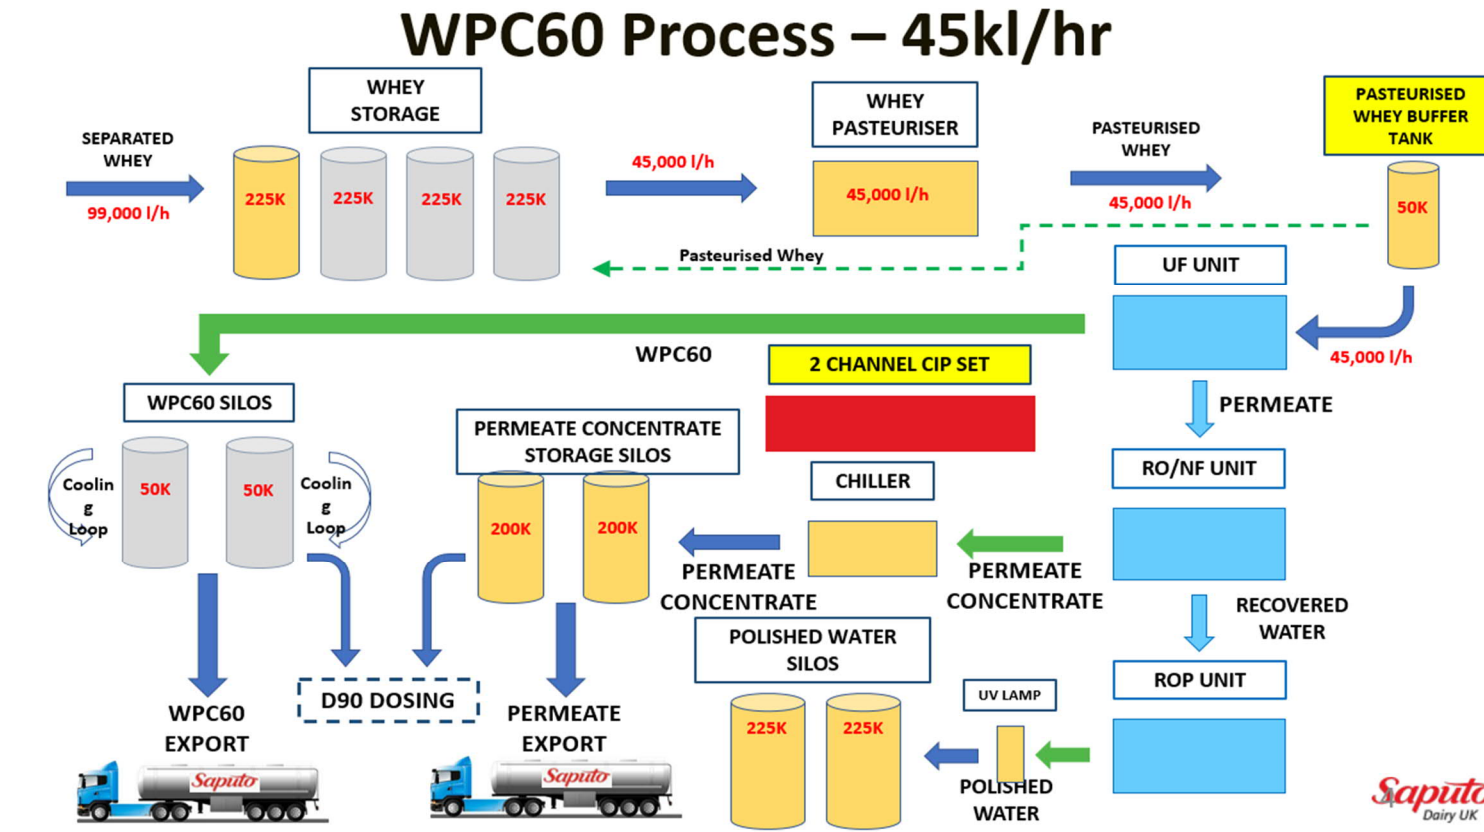 WPC60 Process – 45kl/hr
WHEY
STORAGE
WHEY
PASTEURISER
PASTEURISED
WHEY BUFFER
TANK
SEPARATED
WHEY
99,000 l/h
225K
225K
225K
225K
45,000 l/h
45,000 l/h
PASTEURISED
WHEY
45,000 l/h
50K
Pasteurised Whey
UF UNIT
45,000 l/h
WPC60
2 CHANNEL CIP SET
PERMEATE
WPC60 SILOS
PERMEATE CONCENTRATE
STORAGE SILOS
CHILLER
RO/NF UNIT
Coolin
g
Loop
50K
50K
Coolin
g
Loop
200K
200K
PERMEATE
CONCENTRATE
PERMEATE
CONCENTRATE
RECOVERED
WATER
POLISHED WATER
SILOS
ROP UNIT
D90 DOSING
UV LAMP
WPC60
EXPORT
PERMEATE
EXPORT
225K
225K
POLISHED
WATER
Saputo
Saputo
4
Saputo
Dairy UK